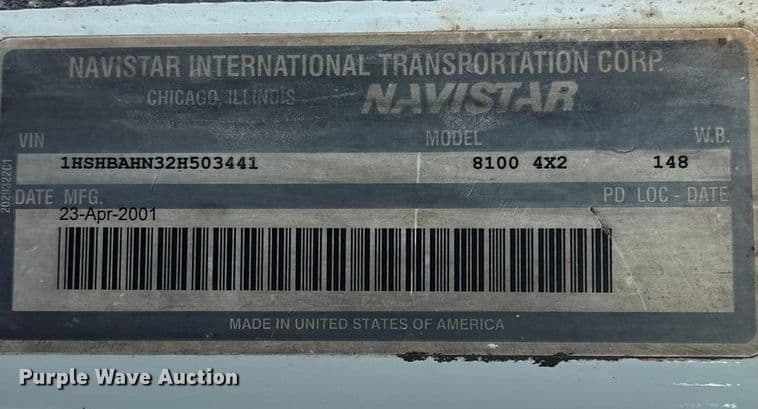 NAVISTAR INTERNATIONAL TRANSPORTATION CORP.
CHICAGO, ILLINOIS NAVISTAR
VIN MODEL W.B.
1HSHBAHN32H503441 8100 4X2 148
2029322C1
DATE MFG. PD LOC - DATE
23-Apr-2001
MADE IN UNITED STATES OF AMERICA
Purple Wave Auction